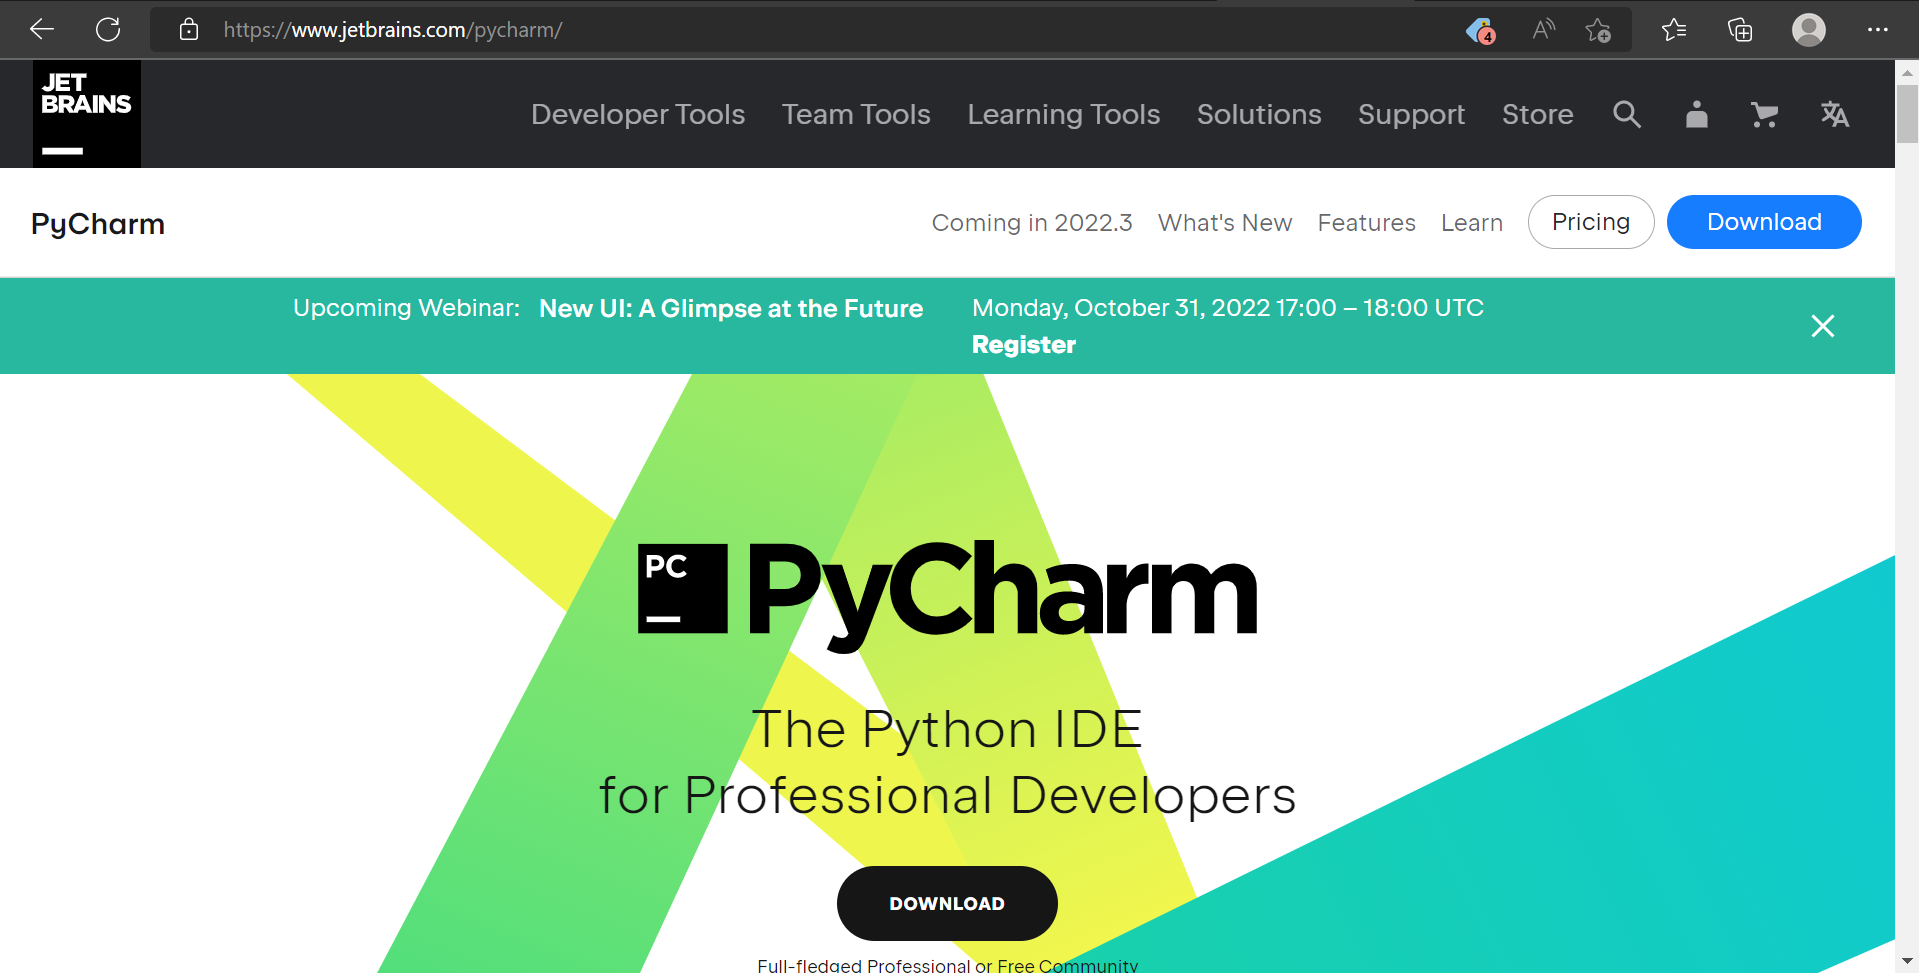 https://www.jetbrains.com/pycharm/
4
JET
BRAINS
Developer Tools Team Tools Learning Tools Solutions Support Store
PyCharm
Coming in 2022.3 What's New Features Learn Pricing Download
Upcoming Webinar: New UI: A Glimpse at the Future Monday, October 31, 2022 17:00 – 18:00 UTC
Register
PC PyCharm
The Python IDE
for Professional Developers
DOWNLOAD
Full-fledged Professional or Free Community